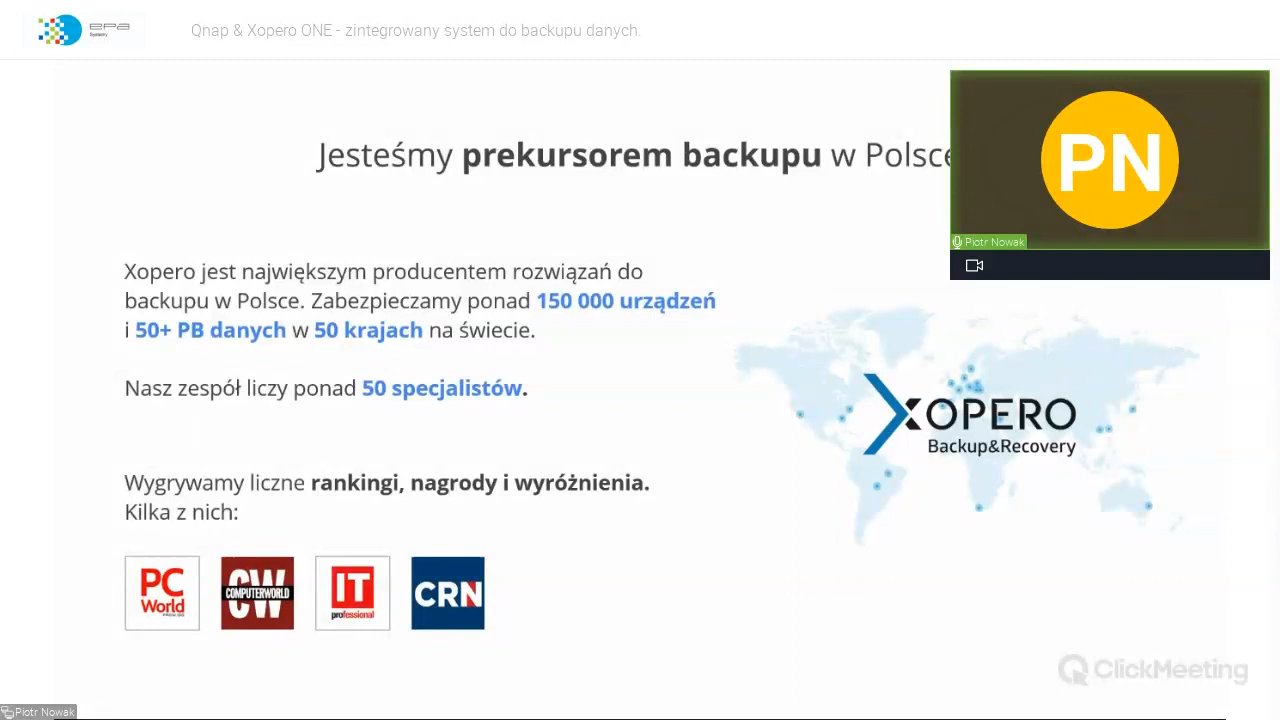 epa
Systemy
Qnap & Xopero ONE - zintegrowany system do backupu danych.
Jesteśmy prekursorem backupu w Polsce
PN
Piotr Nowak
Xopero jest największym producentem rozwiązań do
backupu w Polsce. Zabezpieczamy ponad 150 000 urządzeń
i 50+ PB danych w 50 krajach na świecie.
Nasz zespół liczy ponad 50 specjalistów.
XOPERO
Backup&Recovery
Wygrywamy liczne rankingi, nagrody i wyróżnienia.
Kilka z nich:
PC
World
CW
COMPUTERWORLD
IT
professional
CRN
ClickMeeting
Piotr Nowak